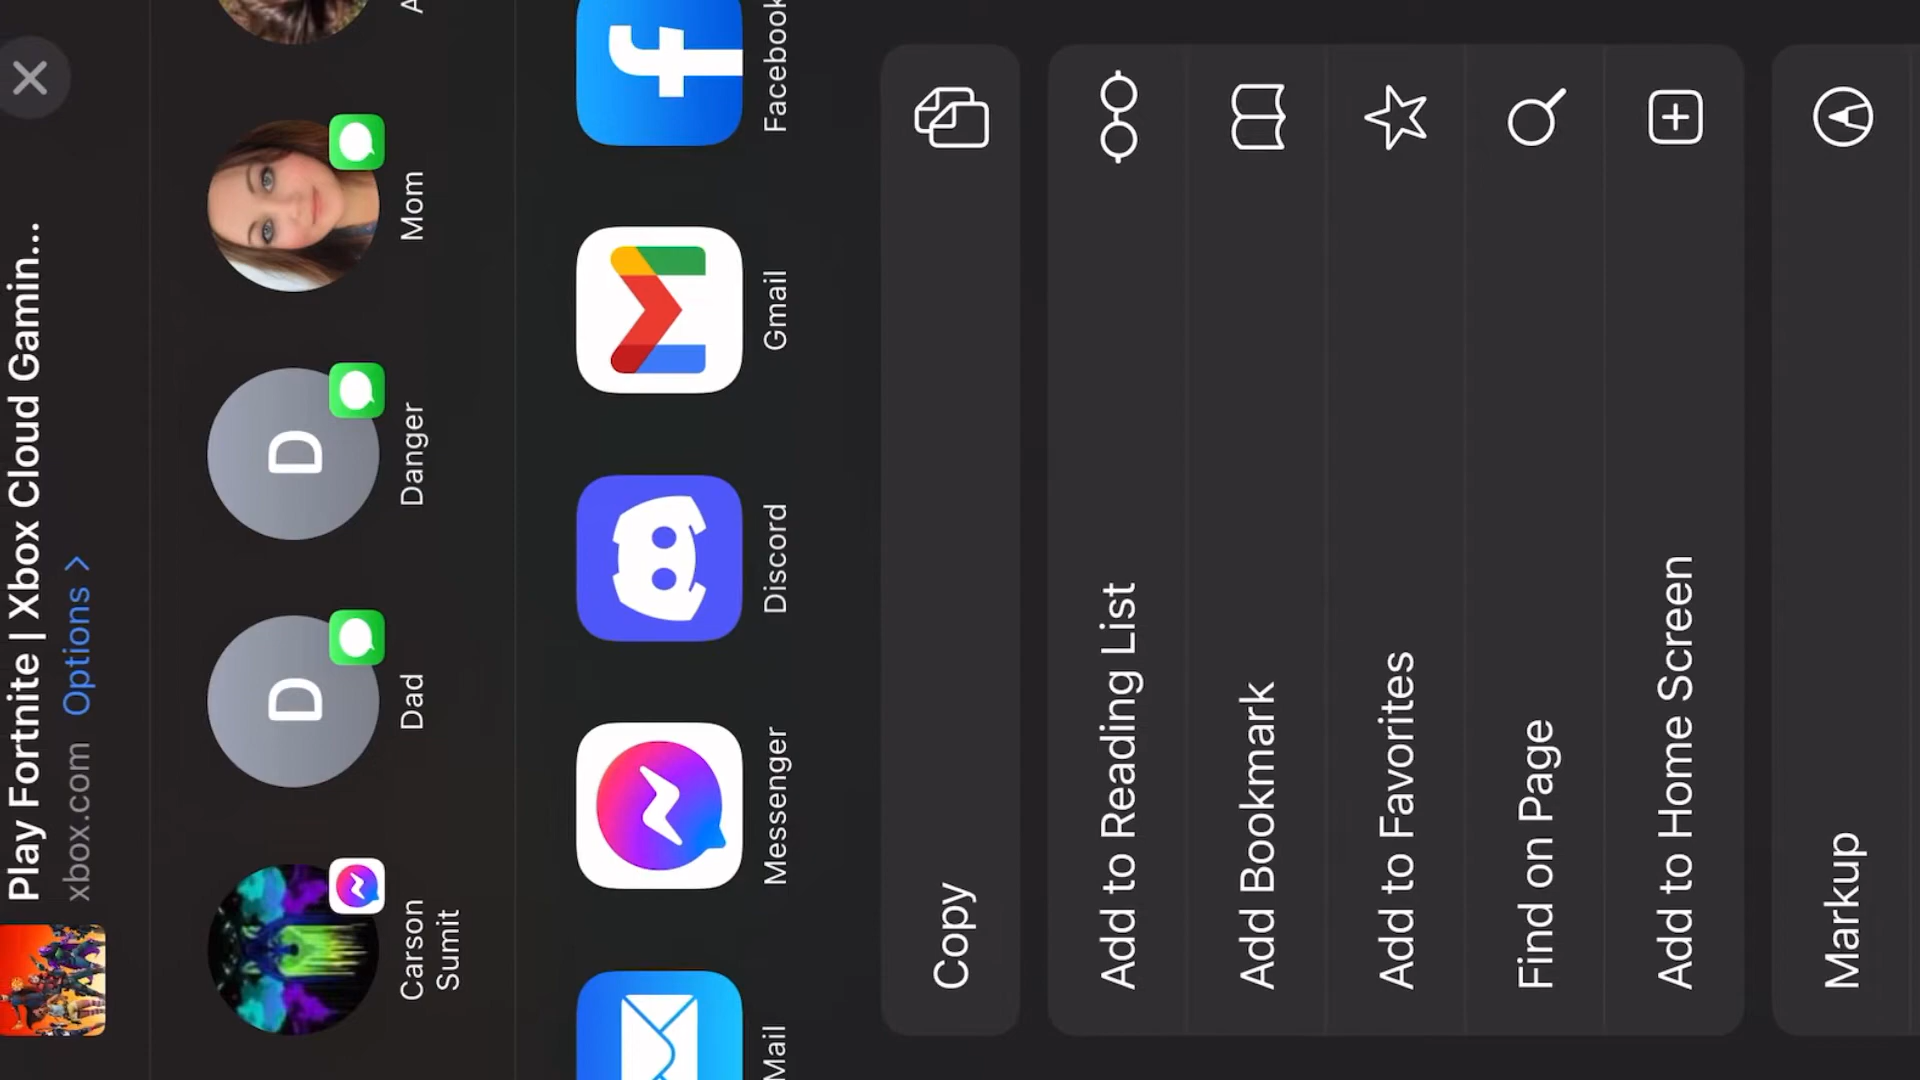 Play Fortnite | Xbox Cloud Gamin...
xbox.com Options >
Carson
Sumit
D
Dad
D
Danger
Mom
A
Mail
Messenger
Discord
Gmail
Facebook
Copy
Add to Reading List
Add Bookmark
Add to Favorites
Find on Page
Add to Home Screen
Markup